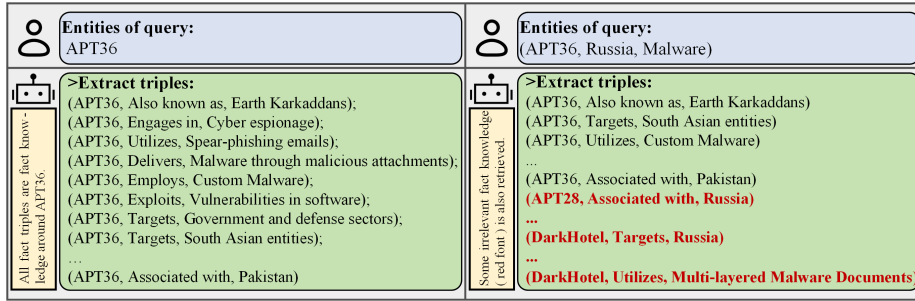 Entities of query:
APT36
>Extract triples:
(APT36, Also known as, Earth Karkaddans);
(APT36, Engages in, Cyber espionage);
(APT36, Utilizes, Spear-phishing emails);
(APT36, Delivers, Malware through malicious attachments);
(APT36, Employs, Custom Malware);
(APT36, Exploits, Vulnerabilities in software);
(APT36, Targets, Government and defense sectors);
(APT36, Targets, South Asian entities);
...
(APT36, Associated with, Pakistan)
All fact triples are fact know -
ledge around APT36.
Entities of query:
(APT36, Russia, Malware)
>Extract triples:
(APT36, Also known as, Earth Karkaddans)
(APT36, Targets, South Asian entities)
(APT36, Utilizes, Custom Malware)
...
(APT36, Associated with, Pakistan)
(APT28, Associated with, Russia)
...
(DarkHotel, Targets, Russia)
...
(DarkHotel, Utilizes, Multi-layered Malware Documents)
Some irrelevant fact knowledge
( red font ) is also retrieved.